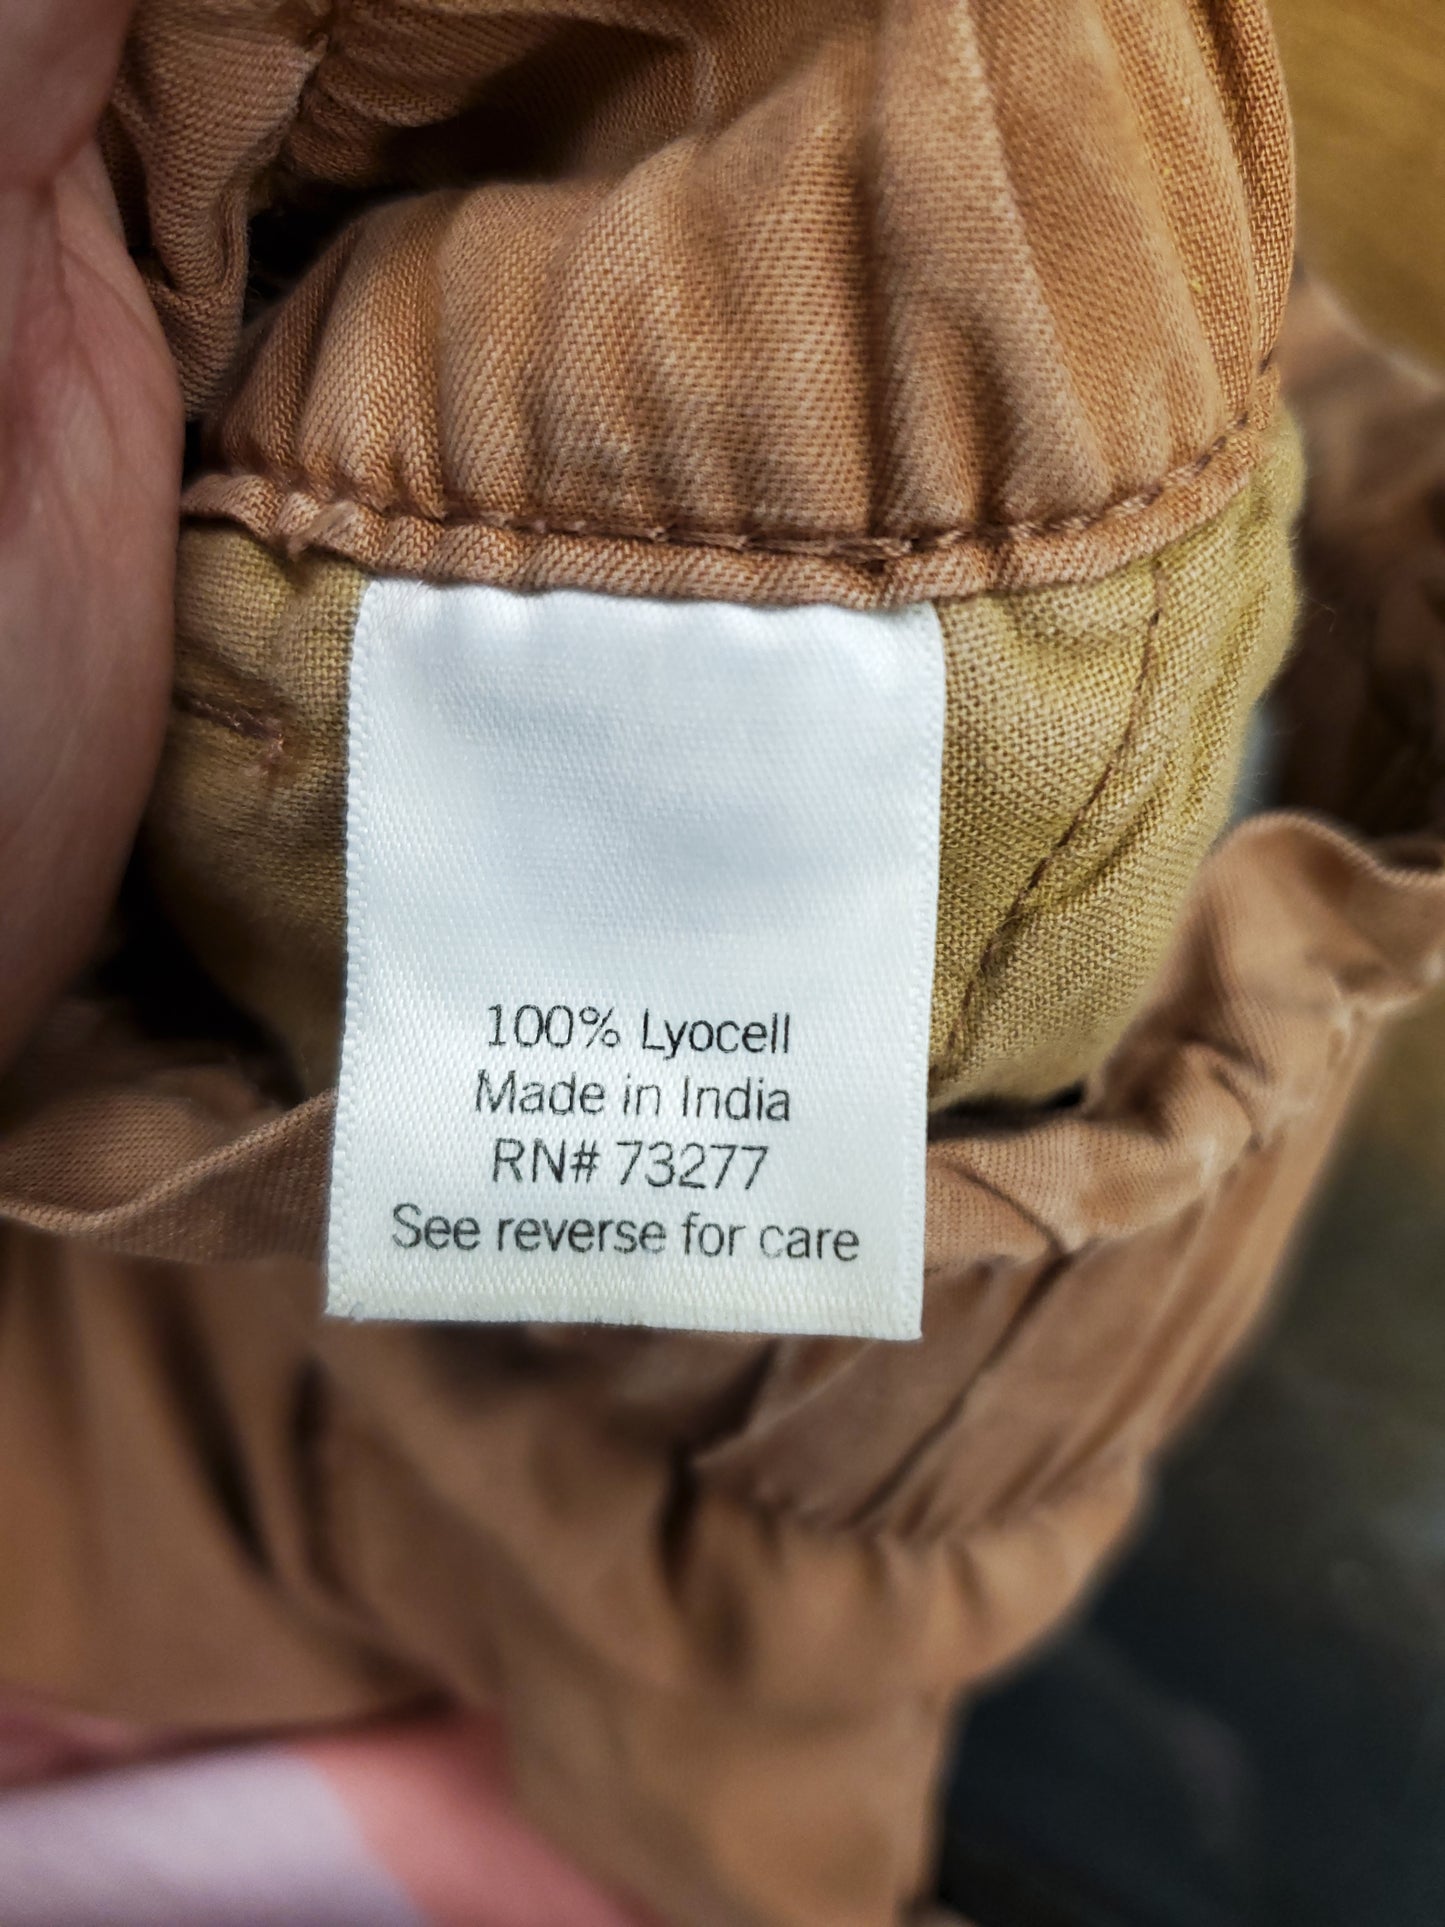 100% Lyocell
Made in India
RN# 73277
See reverse for care